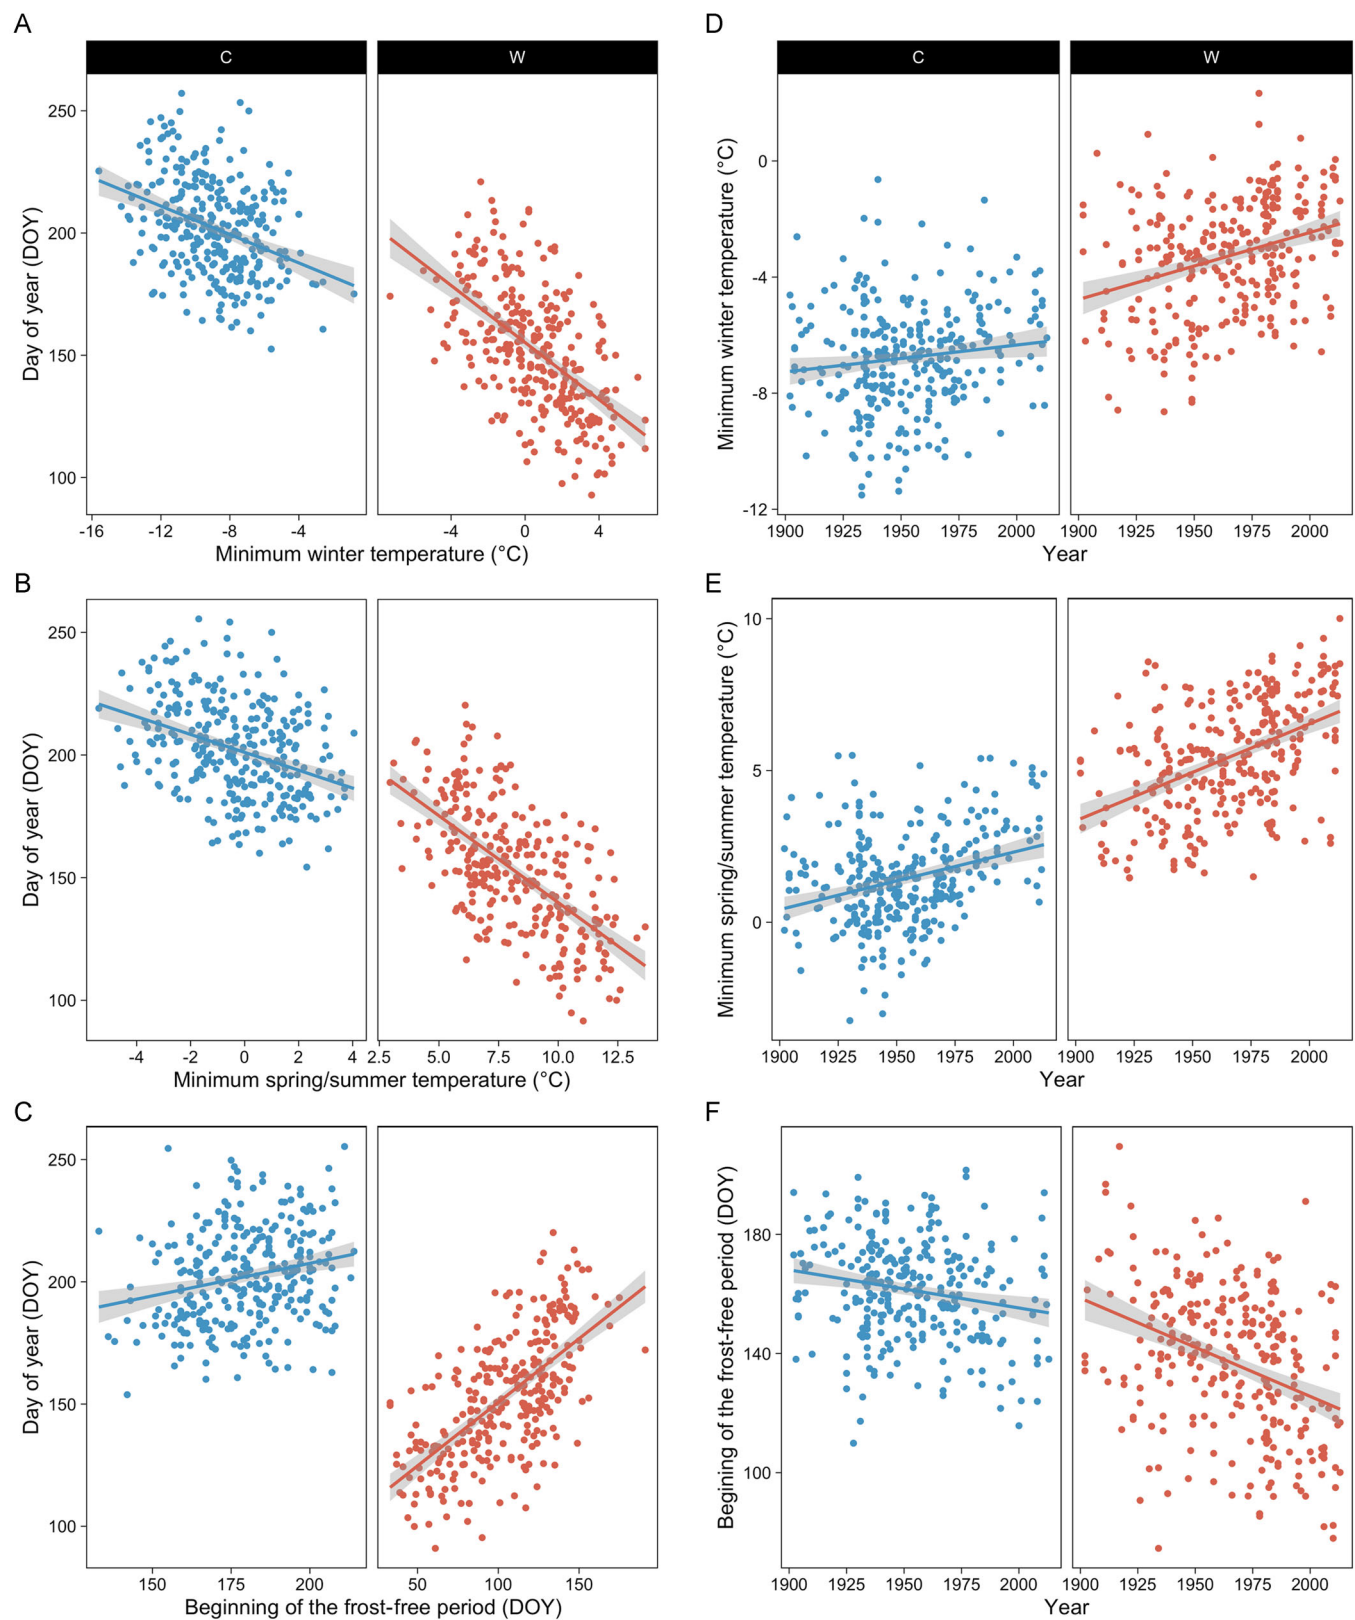 A
C W
250
200
150
100
Day of year (DOY)
-16 -12 -8 -4 -4 0 4
Minimum winter temperature (°C)
D
C W
0
-4
-8
-12
Minimum winter temperature (°C)
1900 1925 1950 1975 2000 1900 1925 1950 1975 2000
Year
B
250
200
150
100
Day of year (DOY)
-4 -2 0 2 4 2.5 5.0 7.5 10.0 12.5
Minimum spring/summer temperature (°C)
E
10
5
0
Minimum spring/summer temperature (°C)
1900 1925 1950 1975 2000 1900 1925 1950 1975 2000
Year
C
250
200
150
100
Day of year (DOY)
150 175 200 50 100 150
Beginning of the frost-free period (DOY)
F
180
140
100
Begining of the frost-free period (DOY)
1900 1925 1950 1975 2000 1900 1925 1950 1975 2000
Year